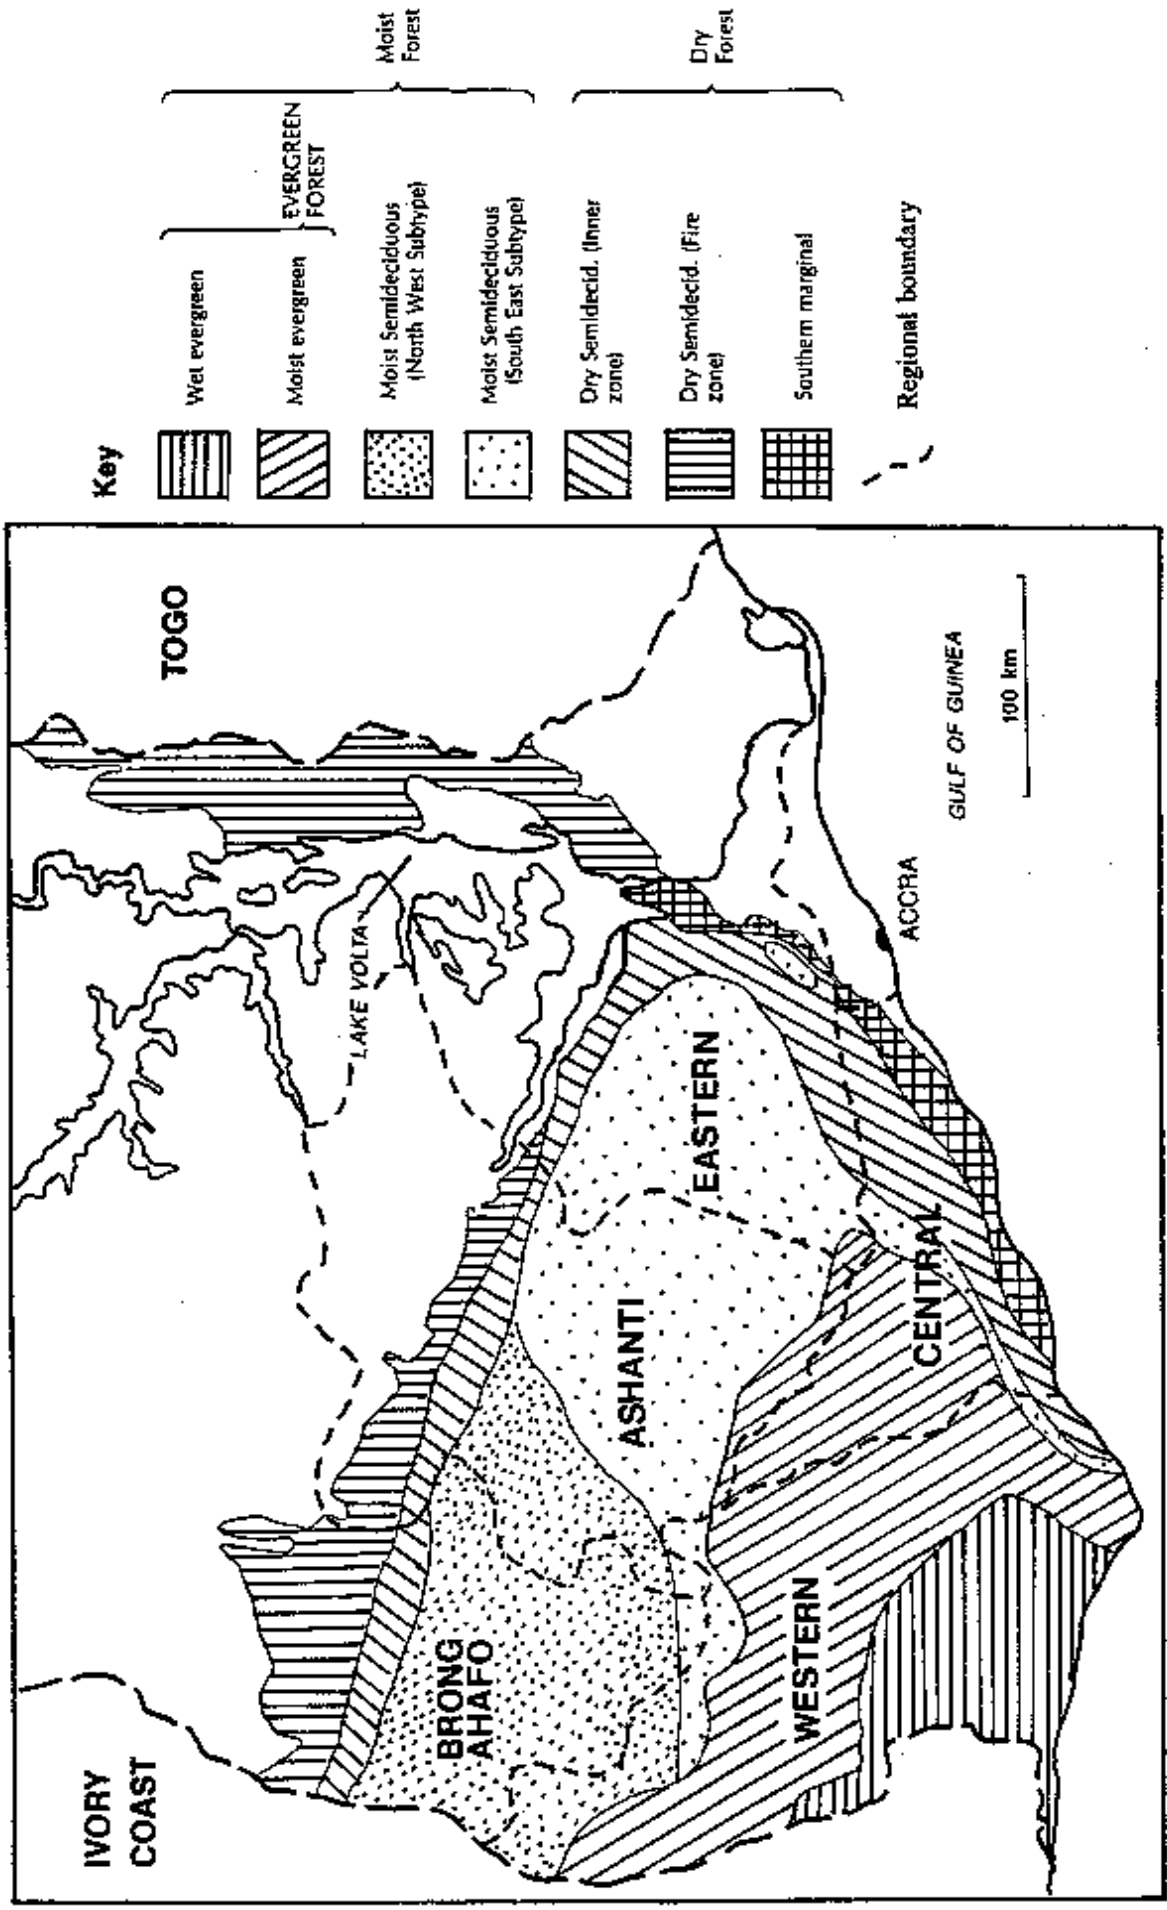 IVORY
COAST
TOGO
LAKE VOLTA
BRONG
AHAFO
ASHANTI
EASTERN
WESTERN
CENTRAL
ACCRA
GULF OF GUINEA
100 km
Key
Wet evergreen
Moist evergreen
EVERGREEN
FOREST
Moist Semideciduous
(North West Subtype)
Moist Semideciduous
(South East Subtype)
Moist
Forest
Dry Semidecid. (Inner
zone)
Dry Semidecid. (Fire
zone)
Southern marginal
Dry
Forest
Regional boundary